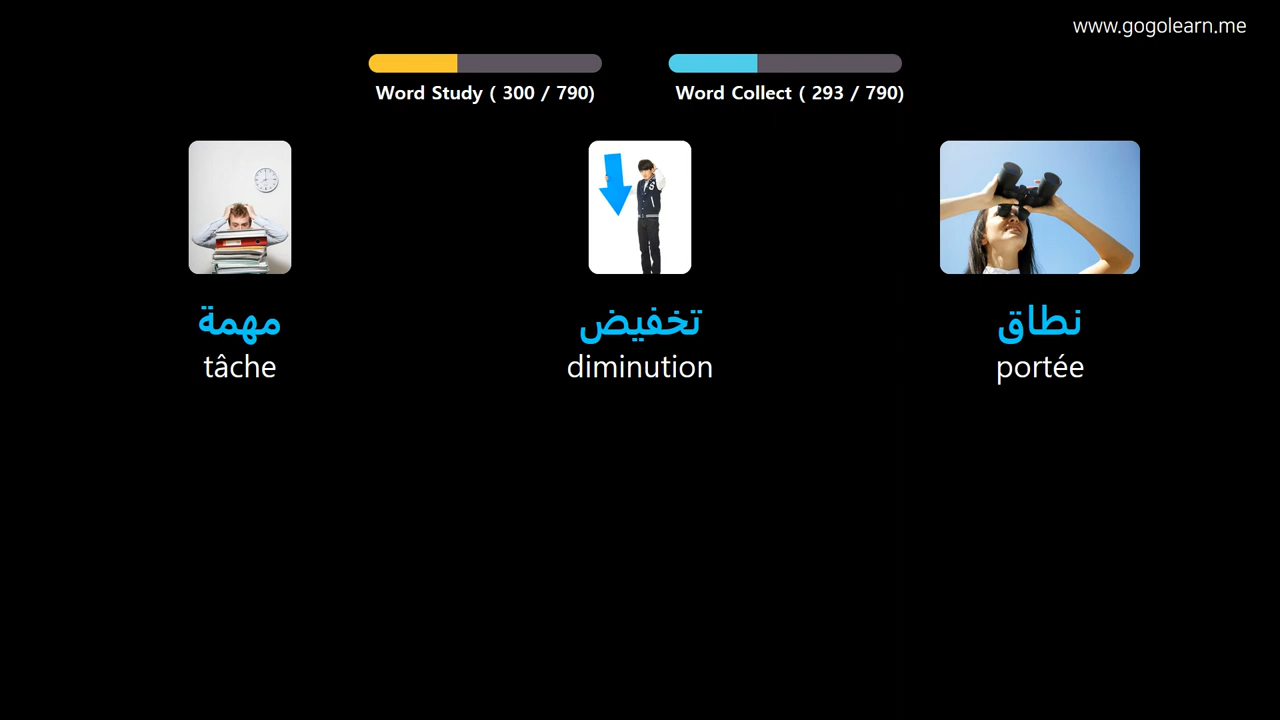 www.gogolearn.me
Word Study ( 300 / 790)
Word Collect ( 293 / 790)
مهمة
tâche
تخفيض
diminution
نطاق
portée